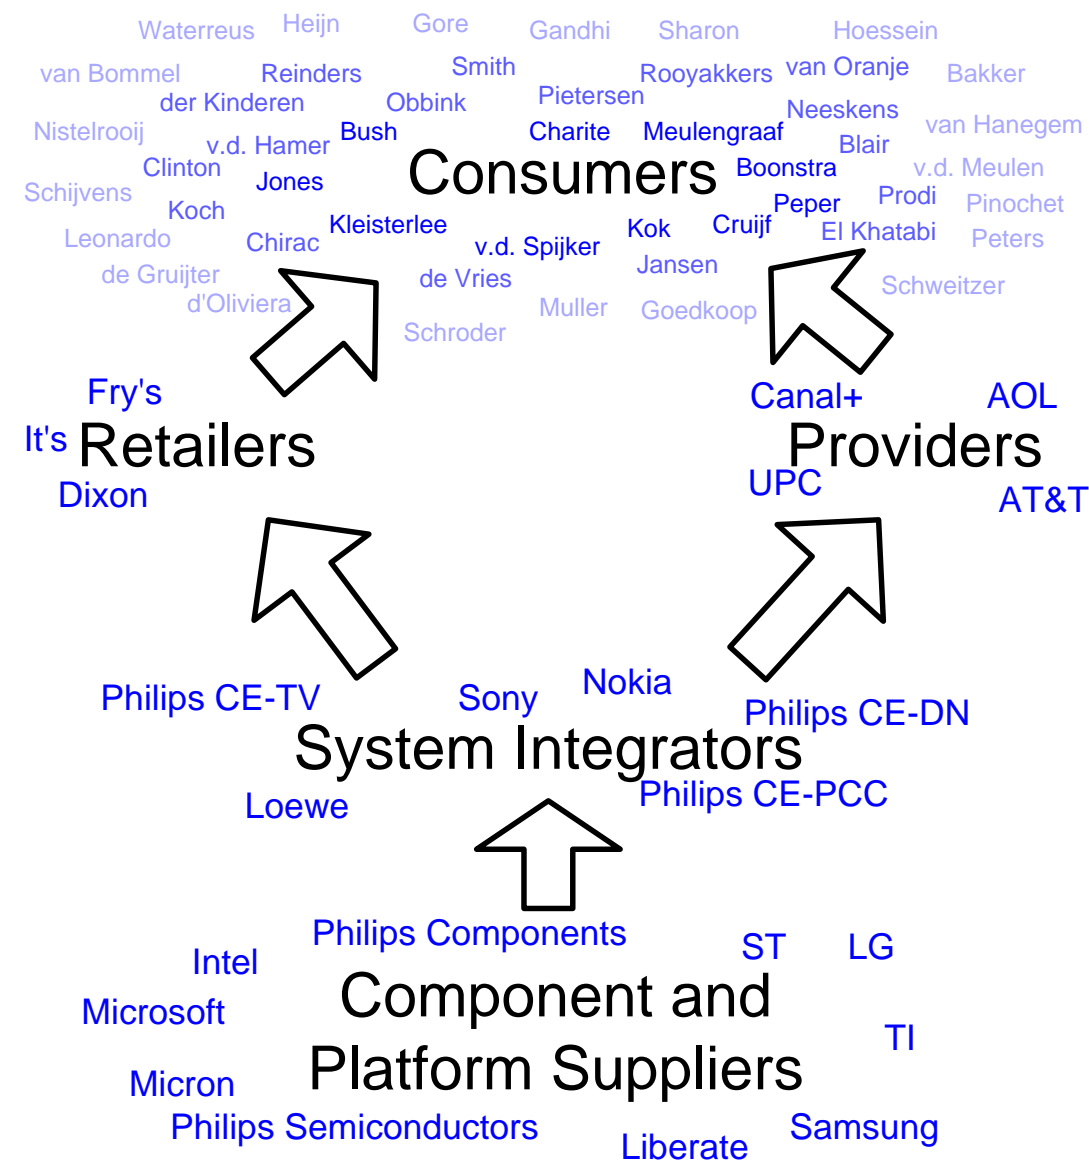 Waterreus Heijn Gore Gandhi Sharon Hoessein
van Bommel Reinders Smith Rooyakkers van Oranje Bakker
der Kinderen Obbink Pietersen Neeskens
Nistelrooij v.d. Hamer Bush Charite Meulengraaf Blair van Hanegem
Clinton Jones Consumers Boonstra v.d. Meulen
Schijvens Koch Peper Prodi Pinochet
Leonardo Chirac Kleisterlee v.d. Spijker Kok Cruijf El Khatabi Peters
de Gruijter de Vries Jansen Schweitzer
d'Oliviera Muller Goedkoop
Schroder
Fry's Canal+ AOL
It's Retailers Providers
Dixon UPC AT&T
Philips CE-TV Sony Nokia Philips CE-DN
System Integrators
Loewe Philips CE-PCC
Philips Components ST LG
Intel
Component and
Microsoft TI
Platform Suppliers
Micron
Philips Semiconductors Liberate Samsung